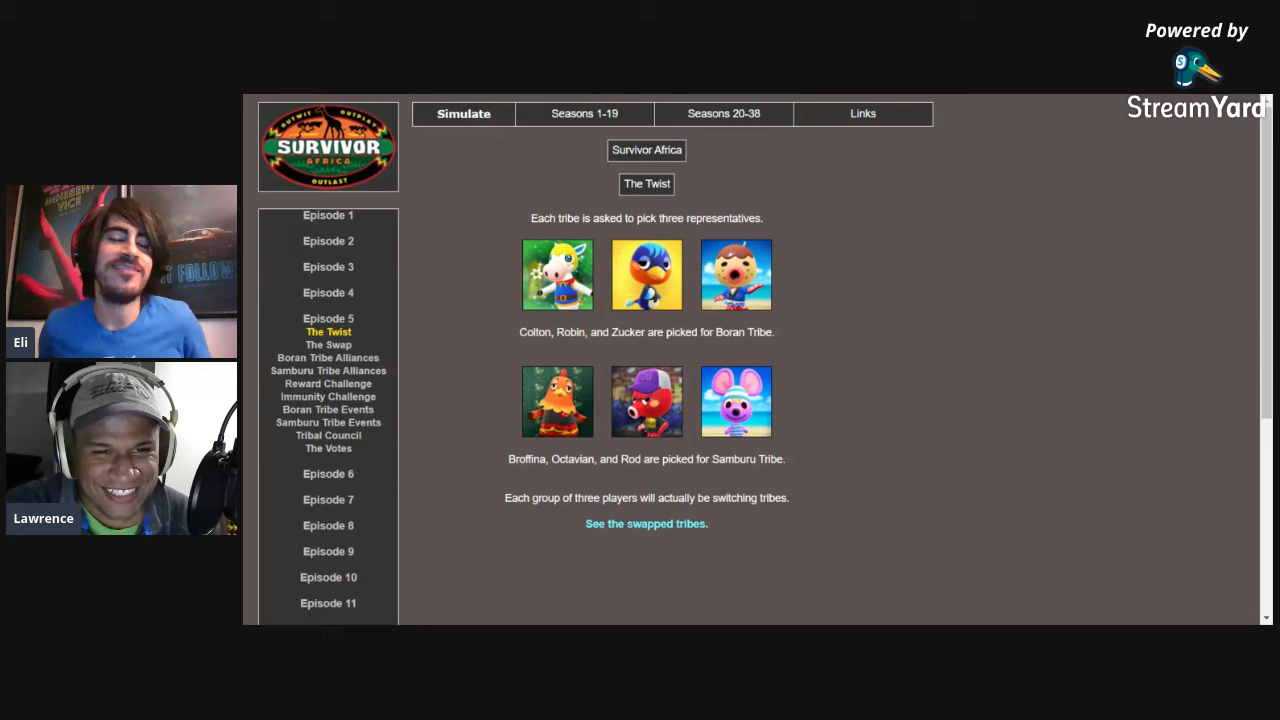 Powered by
StreamYard
OUTWIT OUTPLAY
SURVIVOR
AFRICA
OUTLAST
Simulate
Seasons 1-19
Seasons 20-38
Links
Survivor Africa
The Twist
Each tribe is asked to pick three representatives.
Colton, Robin, and Zucker are picked for Boran Tribe.
Broffina, Octavian, and Rod are picked for Samburu Tribe.
Each group of three players will actually be switching tribes.
See the swapped tribes.
Episode 1
Episode 2
Episode 3
Episode 4
Episode 5
The Twist
The Swap
Boran Tribe Alliances
Samburu Tribe Alliances
Reward Challenge
Immunity Challenge
Boran Tribe Events
Samburu Tribe Events
Tribal Council
The Votes
Episode 6
Episode 7
Episode 8
Episode 9
Episode 10
Episode 11
INHERENT
VICE
IT FOLLOWS
Eli
Lawrence